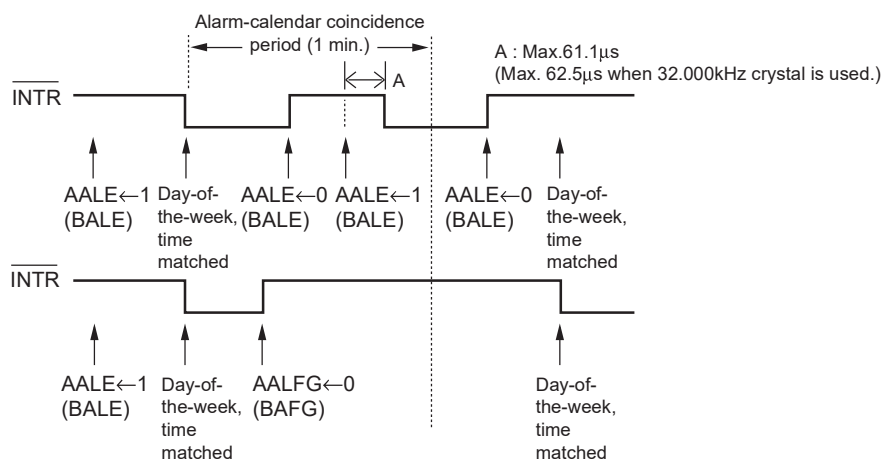 Alarm-calendar coincidence
period (1 min.)
A : Max.61.1μs
(Max. 62.5μs when 32.000kHz crystal is used.)
A
INTR
AALE←1
(BALE)
Day-of-
the-week,
time
matched
AALE←0
(BALE)
AALE←1
(BALE)
AALE←0
(BALE)
Day-of-
the-week,
time
matched
INTR
AALE←1
(BALE)
Day-of-
the-week,
time
matched
AALFG←0
(BAFG)
Day-of-
the-week,
time
matched